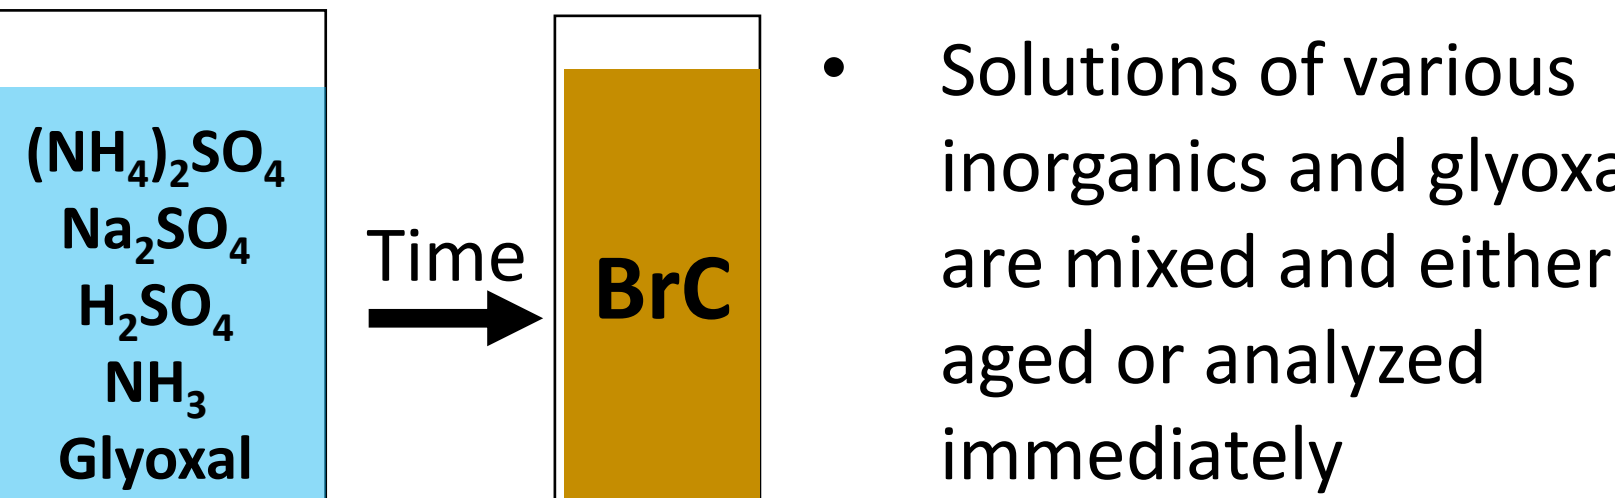 (NH₄)₂SO₄
Na₂SO₄
H₂SO₄
NH₃
Glyoxal
Time
BrC
• Solutions of various
inorganics and glyoxa
are mixed and either
aged or analyzed
immediately